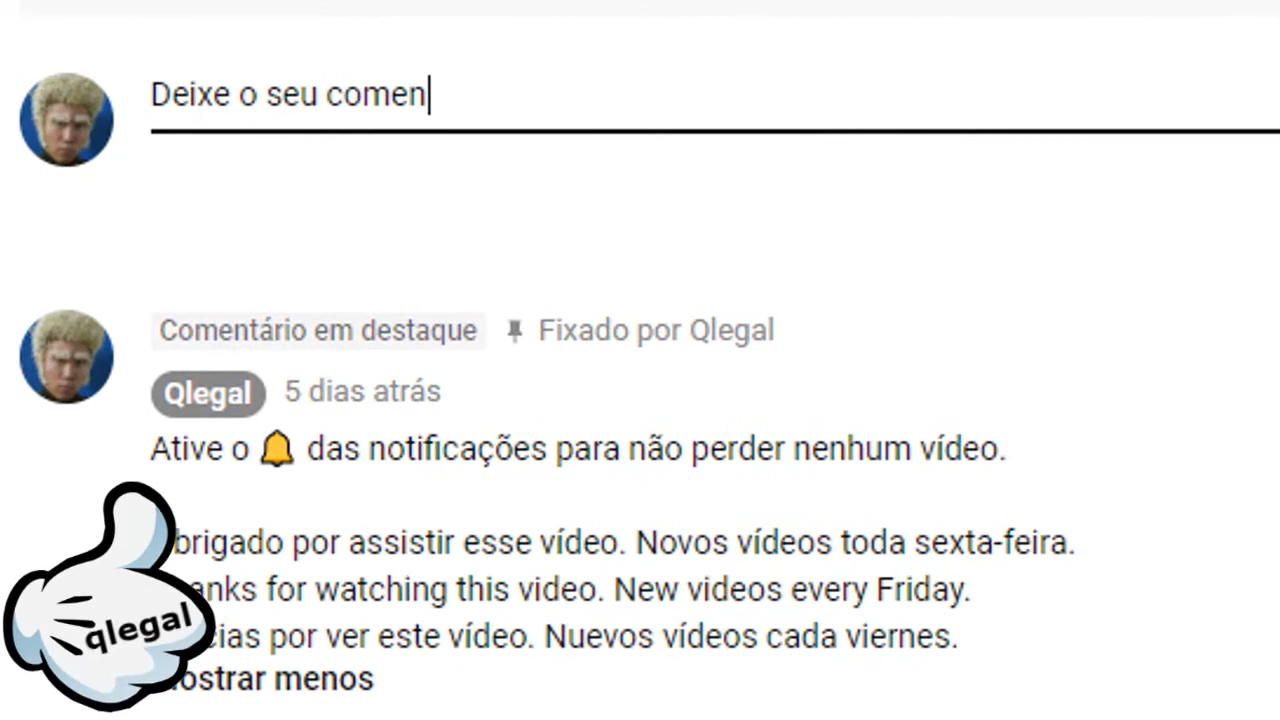 Deixe o seu comen
Comentário em destaque Fixado por Qlegal
Qlegal 5 dias atrás
Ative o 🔔 das notificações para não perder nenhum vídeo.
brigado por assistir esse vídeo. Novos vídeos toda sexta-feira.
anks for watching this video. New videos every Friday.
cias por ver este vídeo. Nuevos vídeos cada viernes.
ostrar menos
qlegal